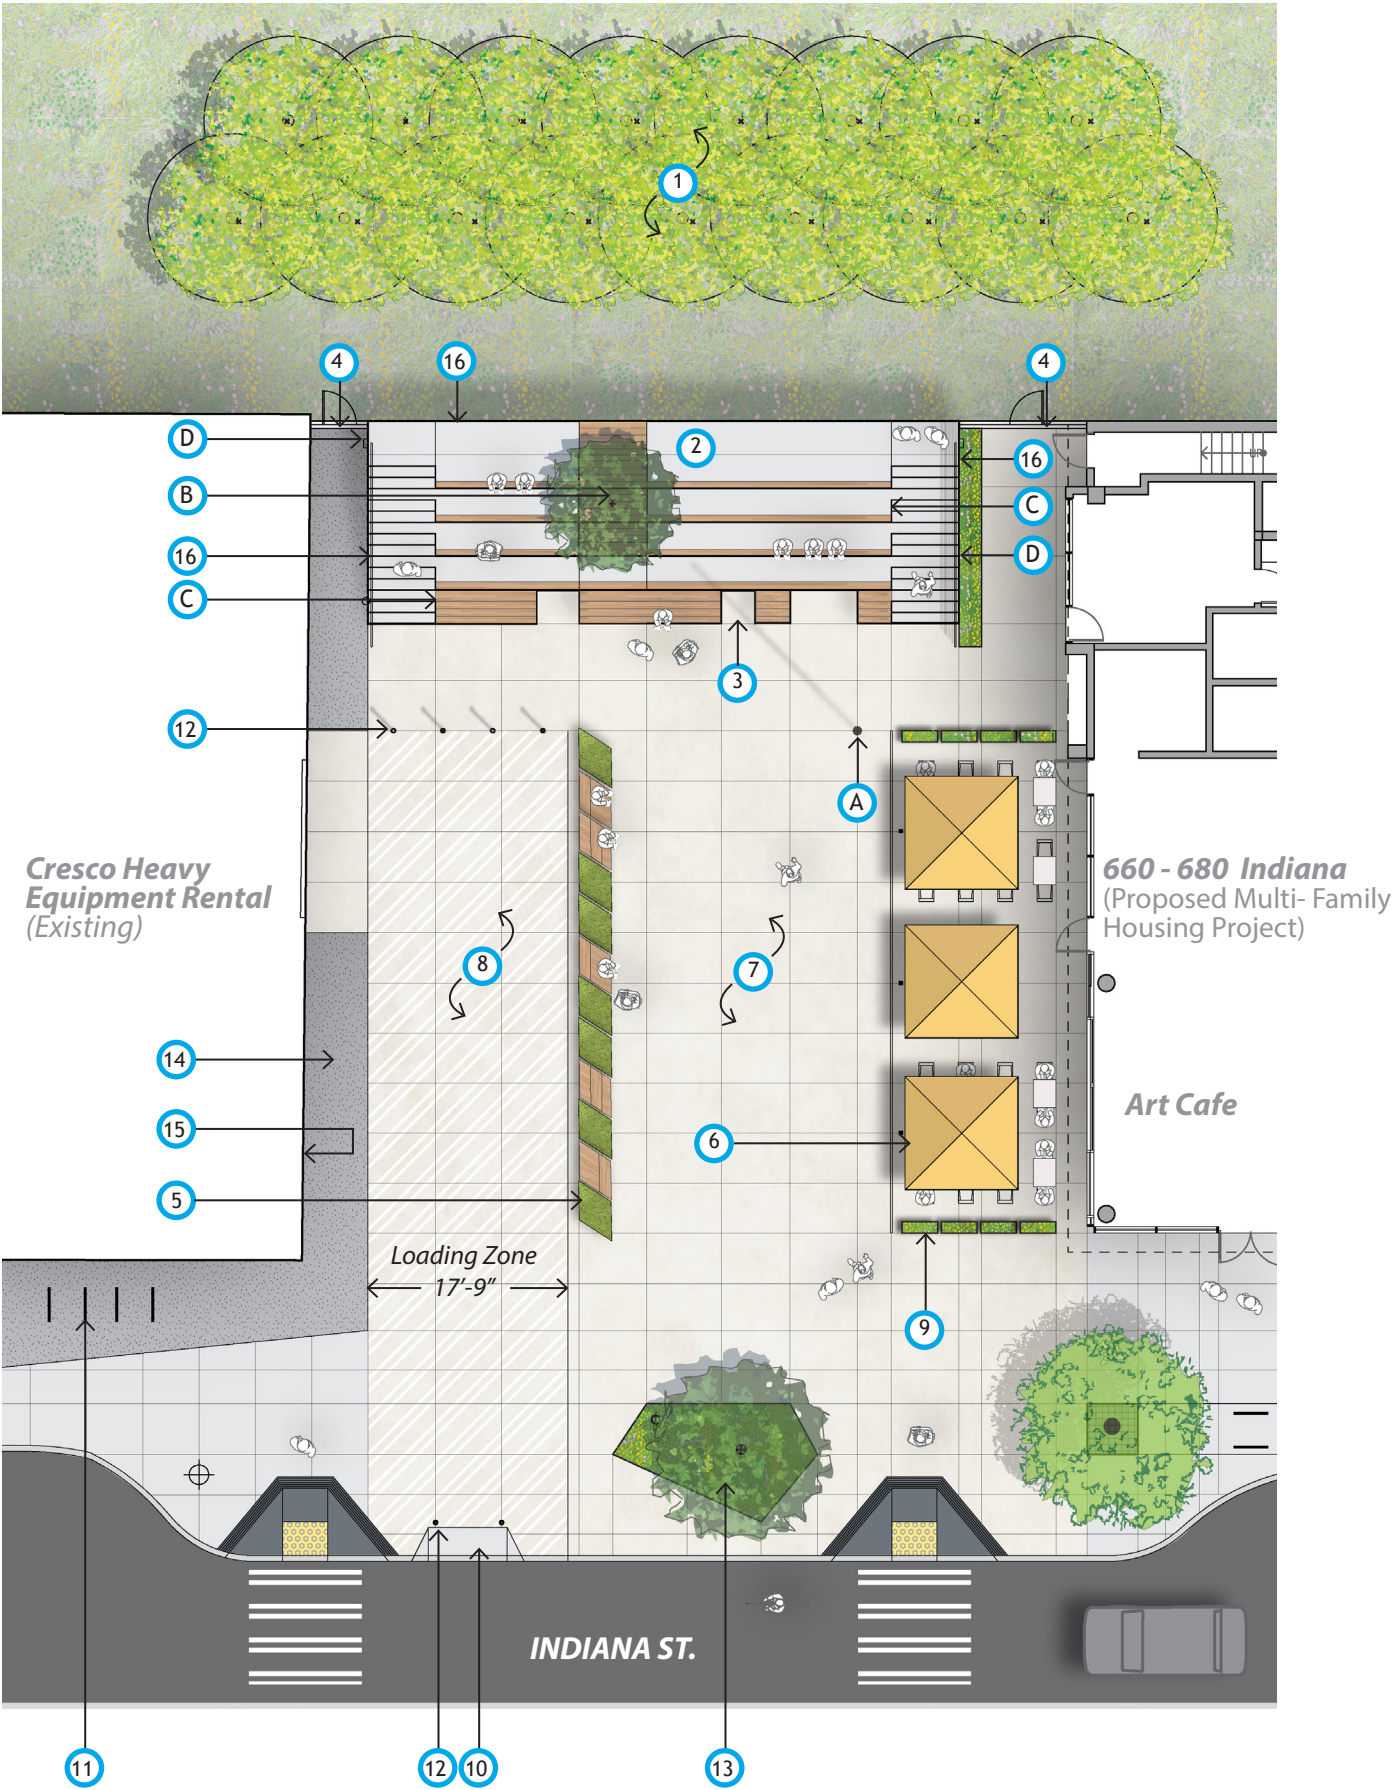 1
4
16
4
D
2
16
B
C
16
D
C
UP
3
12
A
Cresco Heavy
Equipment Rental
(Existing)
660 - 680 Indiana
(Proposed Multi- Family
Housing Project)
8
7
14
Art Cafe
15
6
5
Loading Zone
17'-9"
9
INDIANA ST.
11
12
10
13